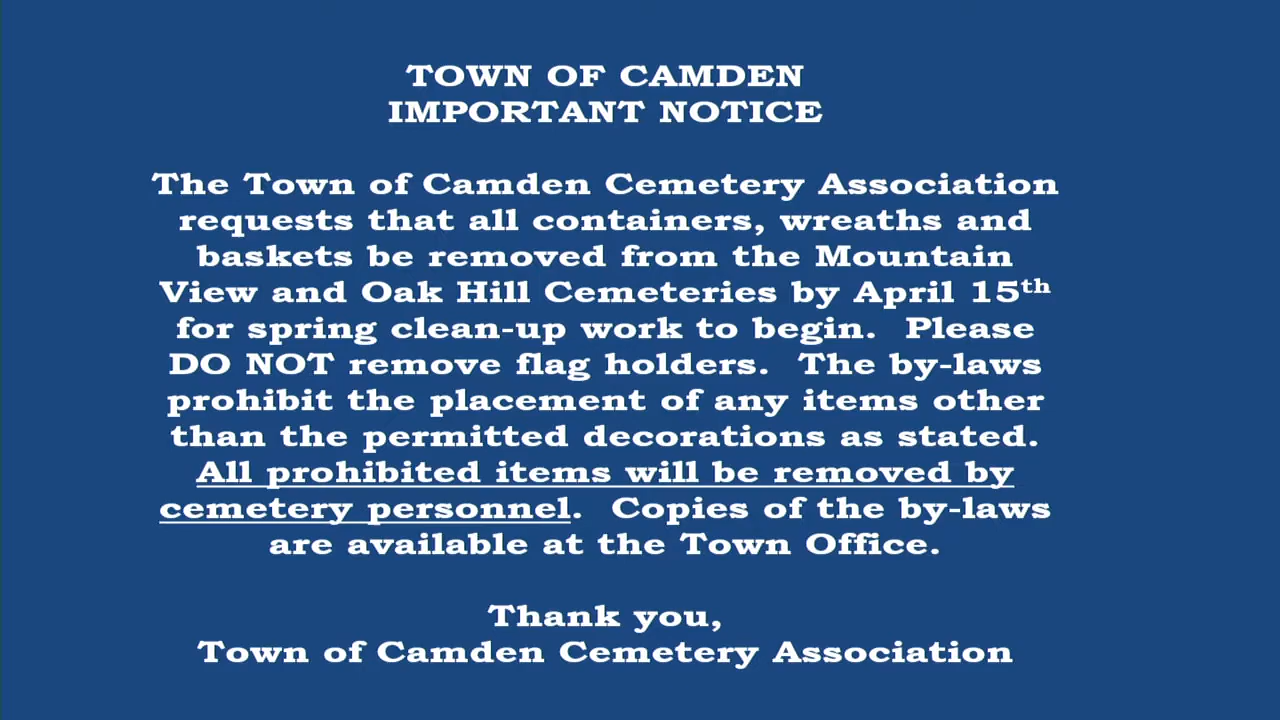 TOWN OF CAMDEN
IMPORTANT NOTICE
The Town of Camden Cemetery Association
requests that all containers, wreaths and
baskets be removed from the Mountain
View and Oak Hill Cemeteries by April 15th
for spring clean-up work to begin.  Please
DO NOT remove flag holders.  The by-laws
prohibit the placement of any items other
than the permitted decorations as stated.
All prohibited items will be removed by
cemetery personnel.  Copies of the by-laws
are available at the Town Office.
Thank you,
Town of Camden Cemetery Association